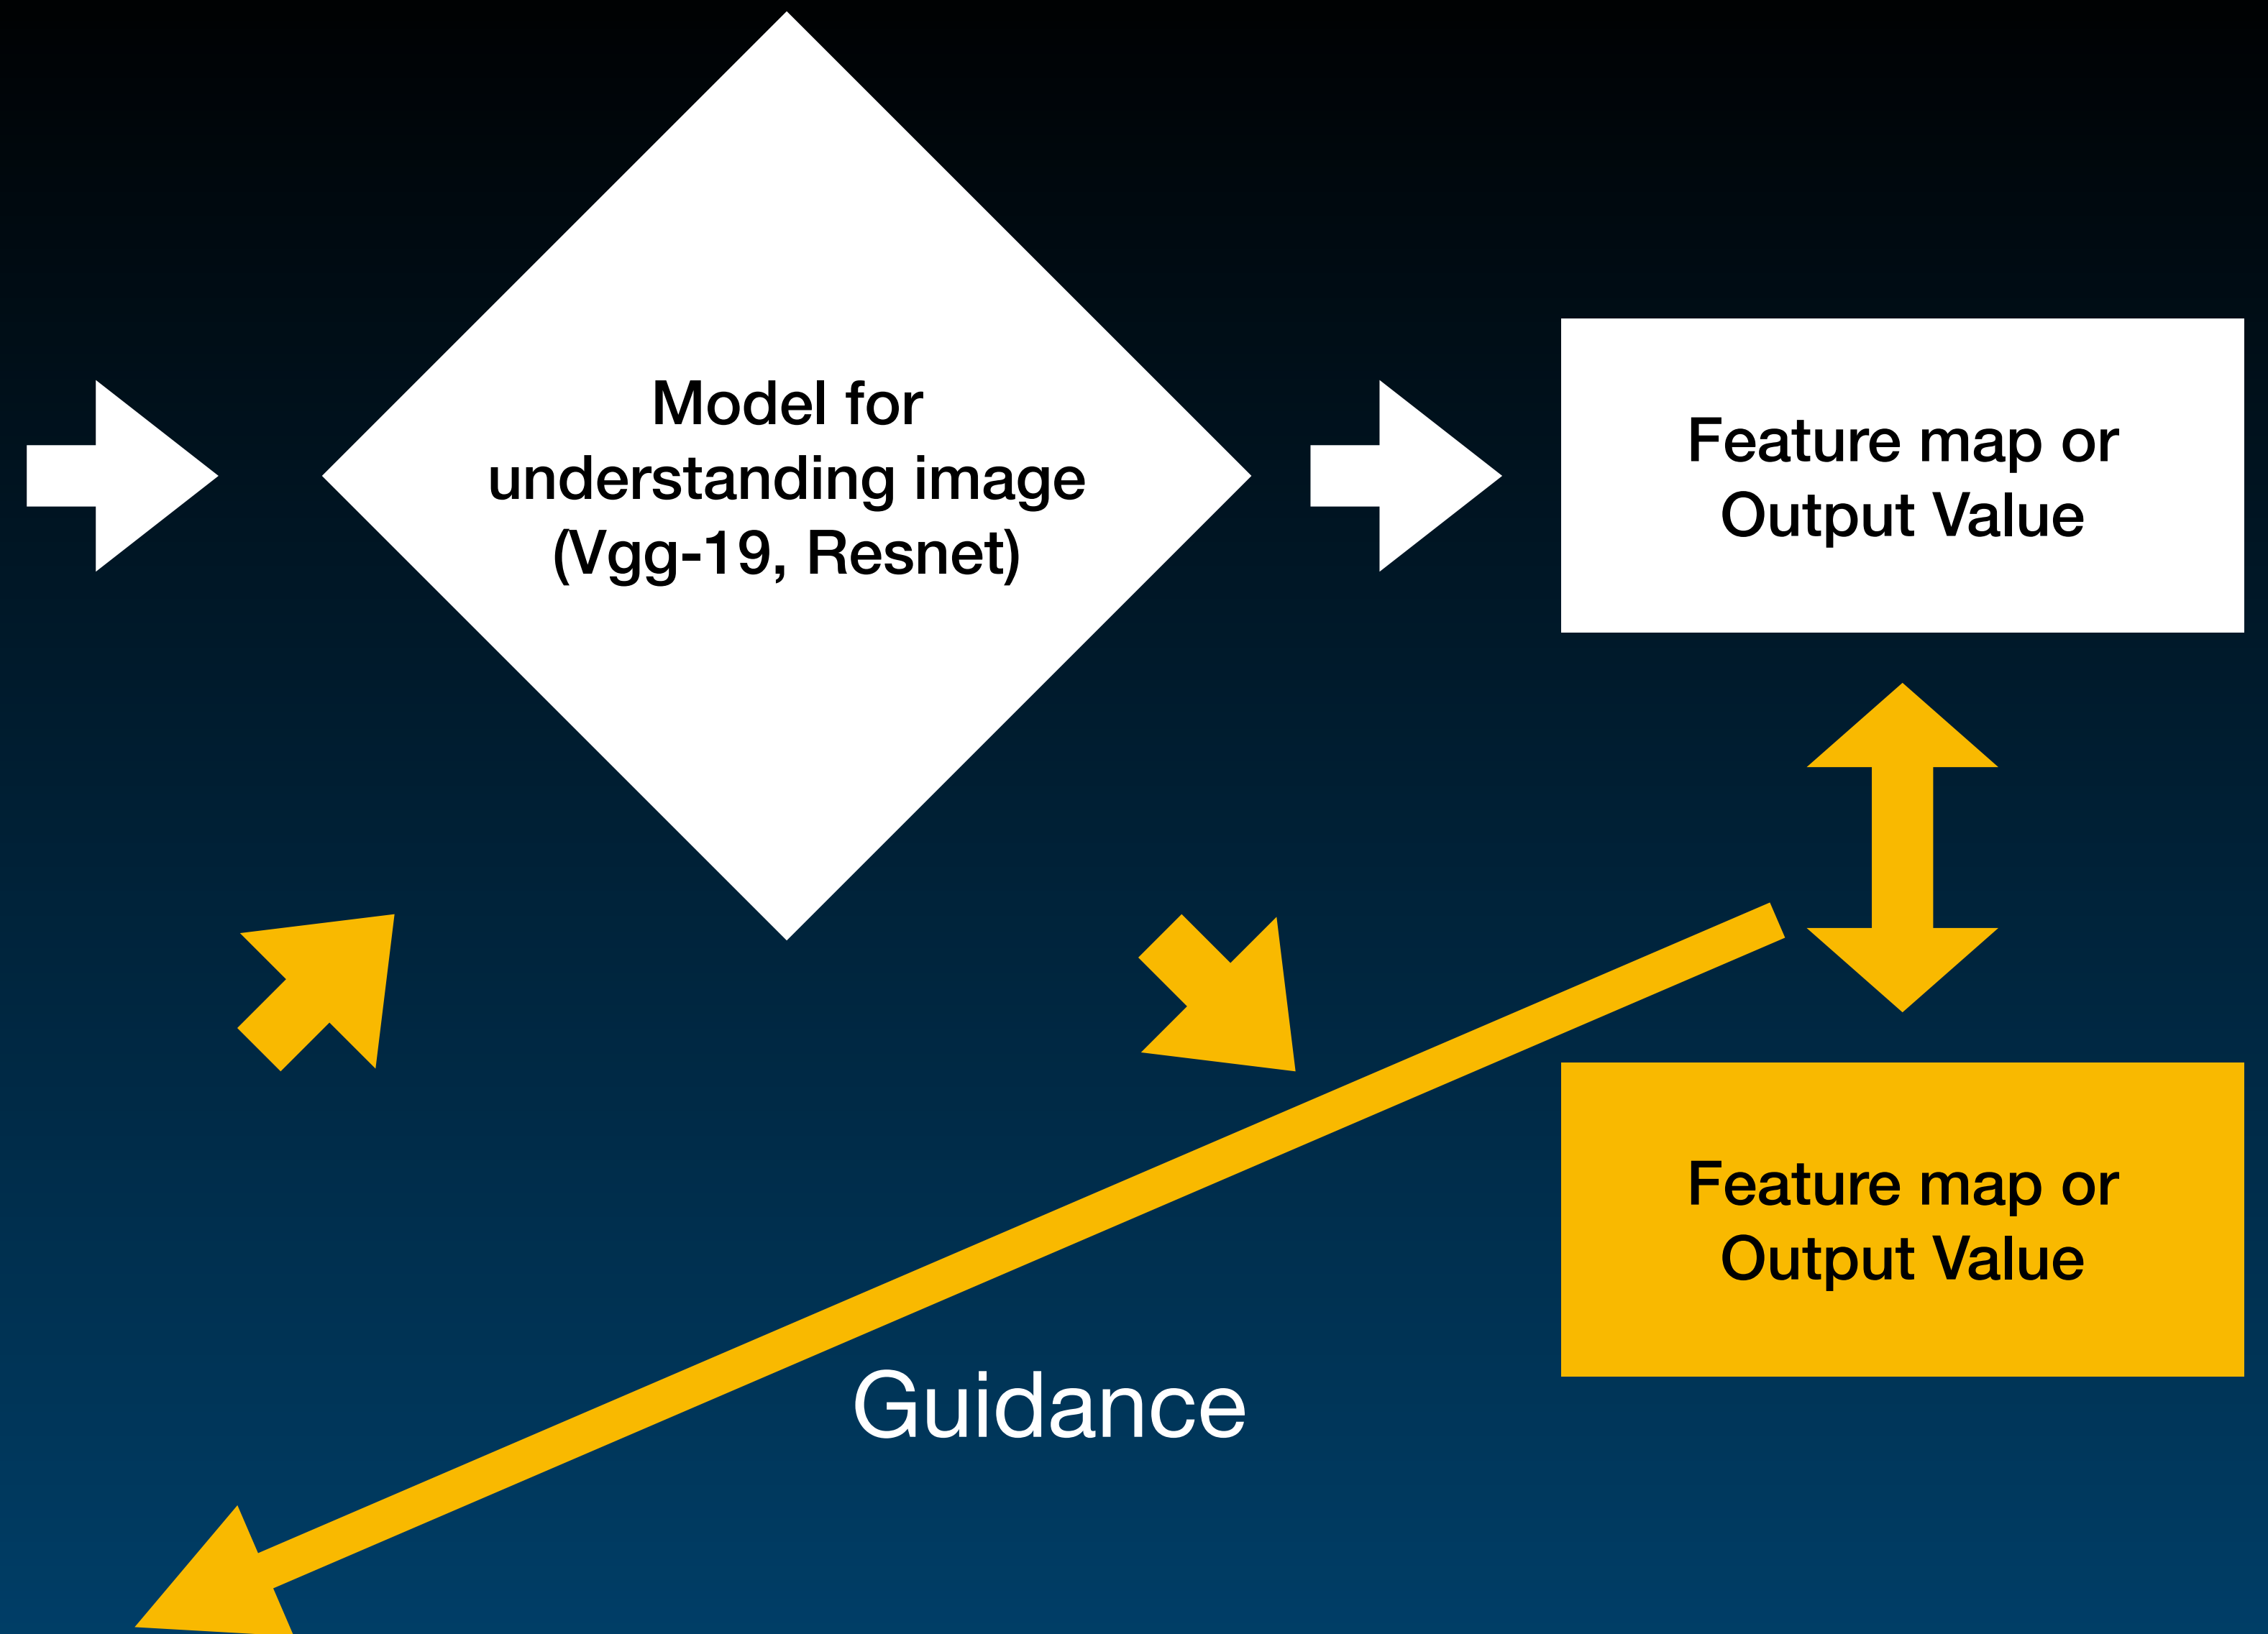 Model for
understanding image
(Vgg-19, Resnet)
Feature map or
Output Value
Feature map or
Output Value
Guidance